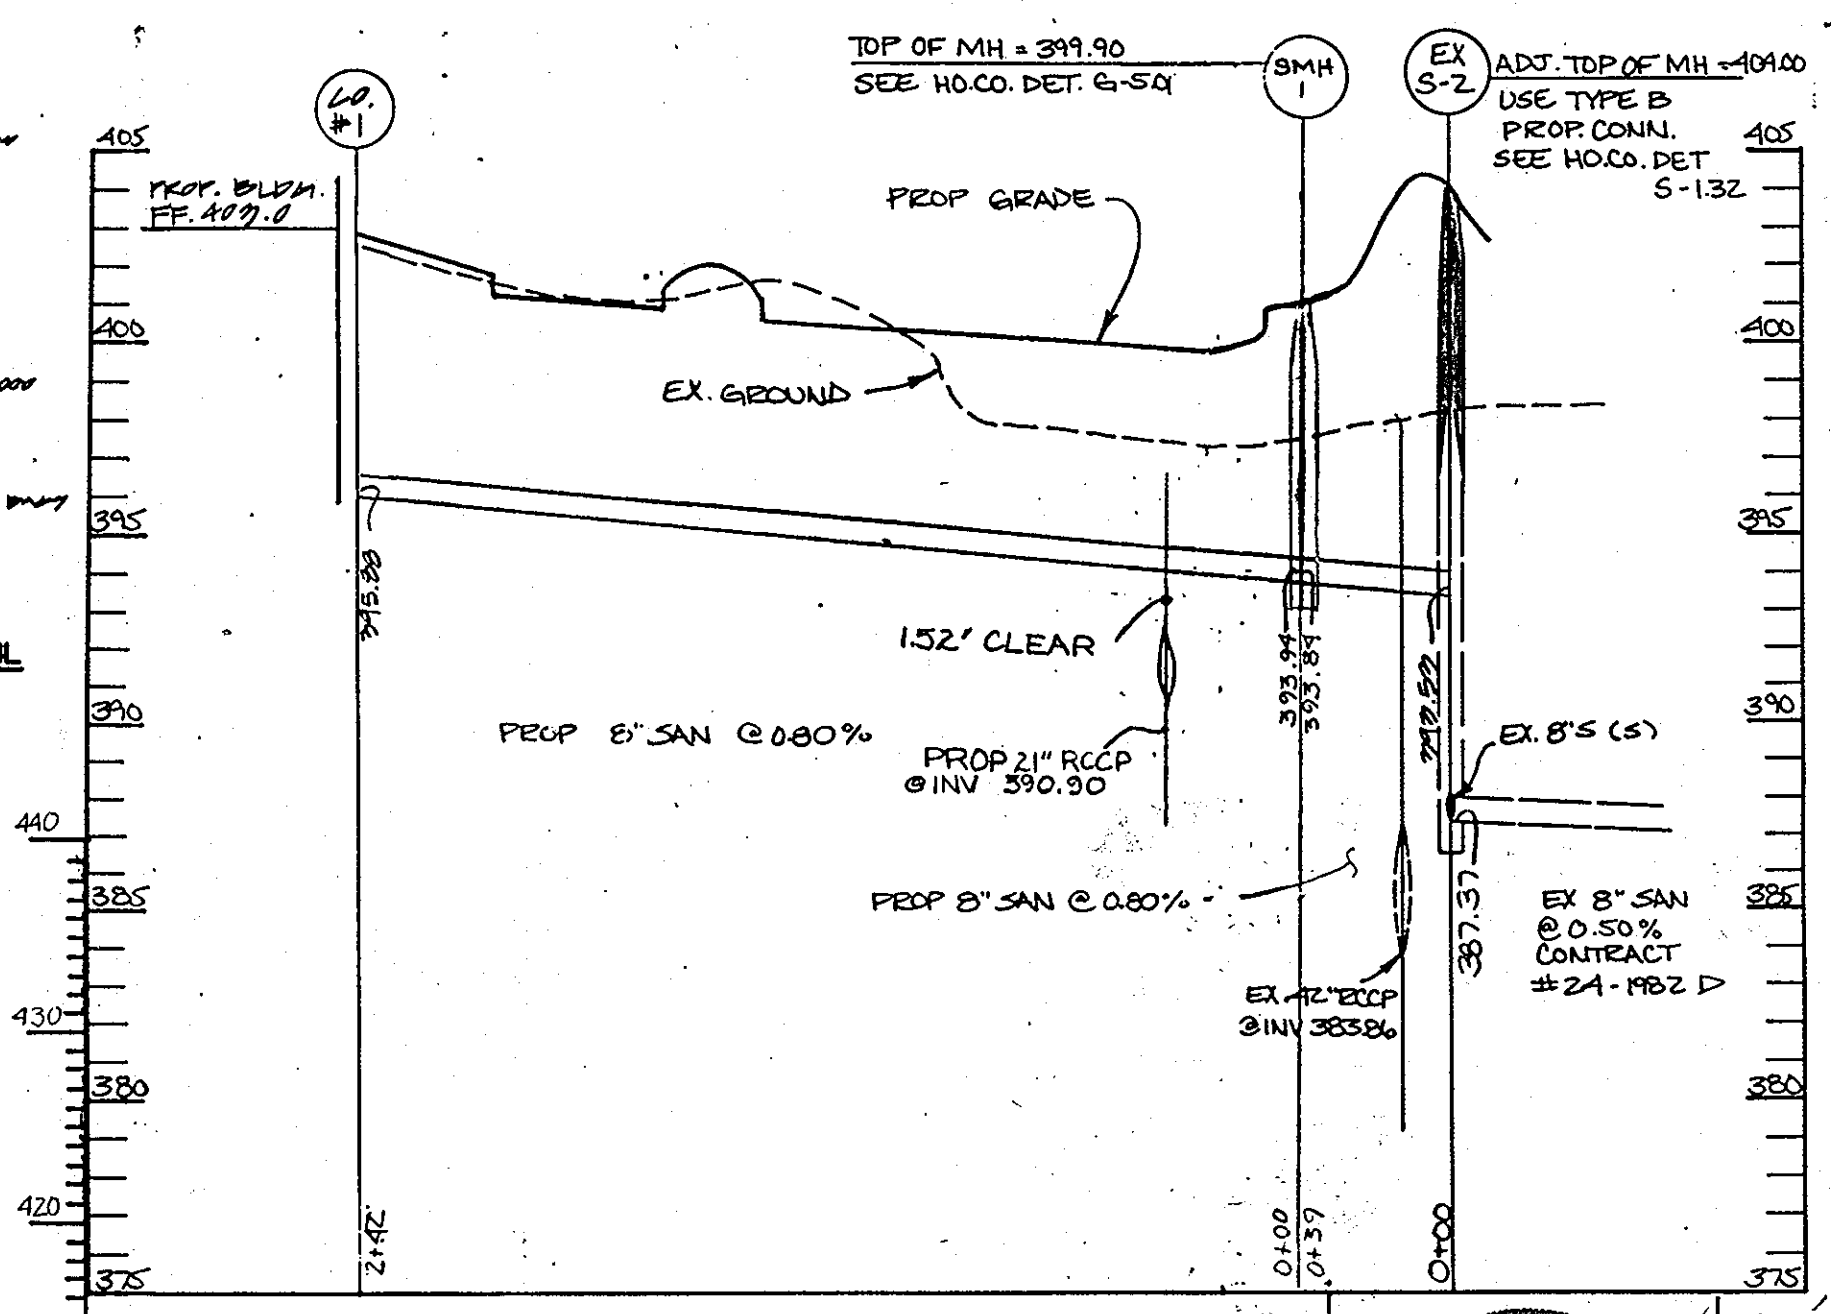 TOP OF MH = 399.90
SEE HO.CO. DET. G-5.01
SMH
1
EX
S-2
ADJ. TOP OF MH = 404.00
USE TYPE B
PROP. CONN.
SEE HO.CO. DET
S-1.32
C.O.
#1
405
405
PROP. BLDG.
FF. 403.0
PROP GRADE
400
400
EX. GROUND
395
395
395.88
1.52' CLEAR
393.94
393.84
393.53
390
390
PROP 8" SAN @ 0.80%
PROP 21" RCCP
@ INV 390.90
EX. 8" S (S)
440
385
385
PROP 8" SAN @ 0.80%
387.37
EX 8" SAN
@ 0.50%
CONTRACT
#24-1982 D
EX 42" RCCP
@ INV 383.86
430
380
380
420
2+42
0+00
0+39
0+00
375
375